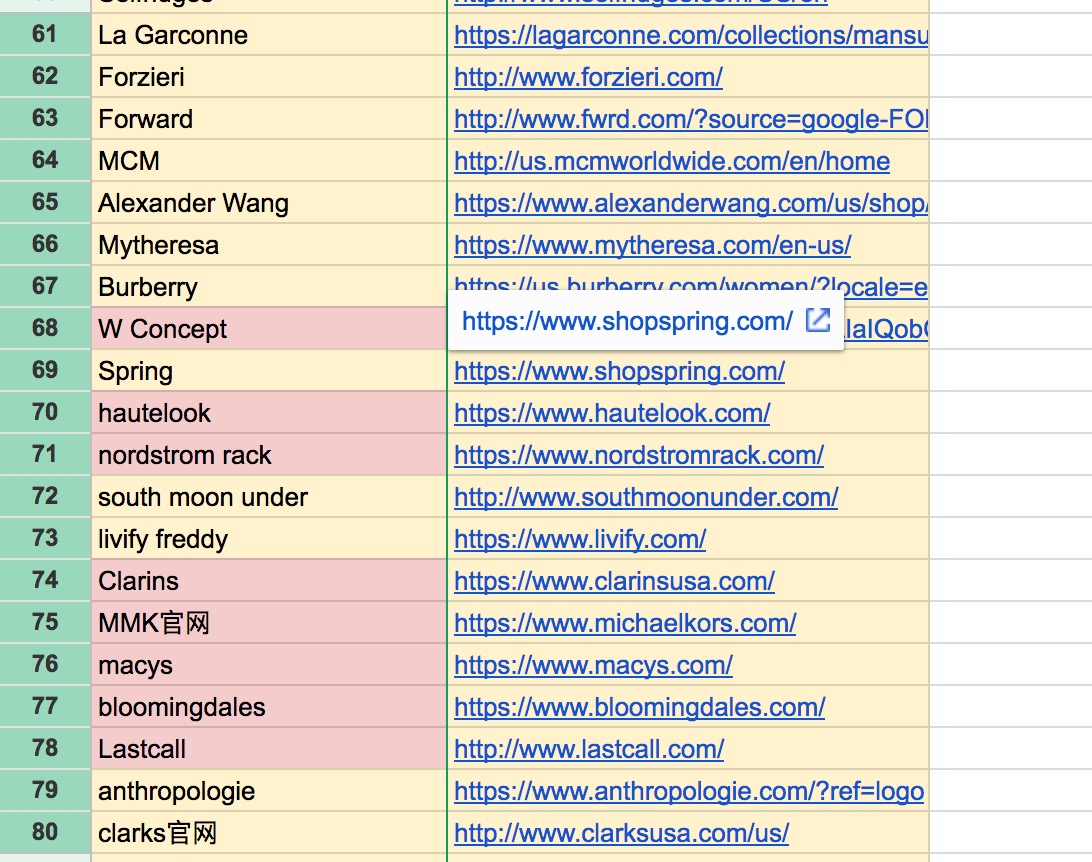 61 La Garconne https://lagarconne.com/collections/mansu
62 Forzieri http://www.forzieri.com/
63 Forward http://www.fwrd.com/?source=google-FO
64 MCM http://us.mcmworldwide.com/en/home
65 Alexander Wang https://www.alexanderwang.com/us/shop/
66 Mytheresa https://www.mytheresa.com/en-us/
67 Burberry https://us.burberry.com/women/?locale=e
https://www.shopspring.com/
68 W Concept IaIQob
69 Spring https://www.shopspring.com/
70 hautelook https://www.hautelook.com/
71 nordstrom rack https://www.nordstromrack.com/
72 south moon under http://www.southmoonunder.com/
73 livify freddy https://www.livify.com/
74 Clarins https://www.clarinsusa.com/
75 MMK官网 https://www.michaelkors.com/
76 macys https://www.macys.com/
77 bloomingdales https://www.bloomingdales.com/
78 Lastcall http://www.lastcall.com/
79 anthropologie https://www.anthropologie.com/?ref=logo
80 clarks官网 http://www.clarksusa.com/us/